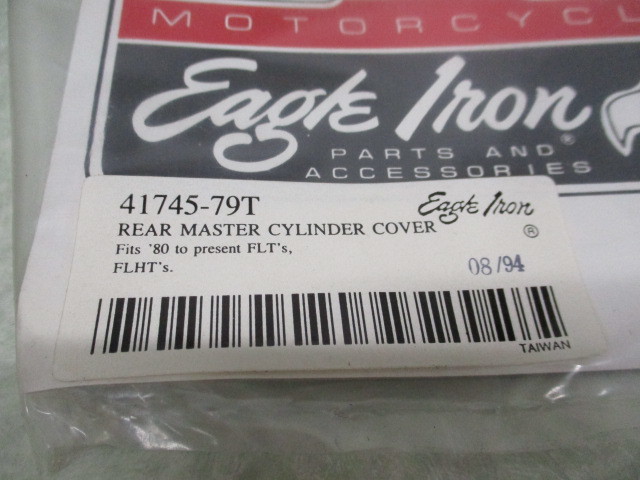 MOTORCYCL
Eagle Iron
PARTS AND
ACCESSORIES®
41745-79T
Eagle Iron
REAR MASTER CYLINDER COVER
®
Fits '80 to present FLT's,
FLHT's.
08/94
TAIWAN